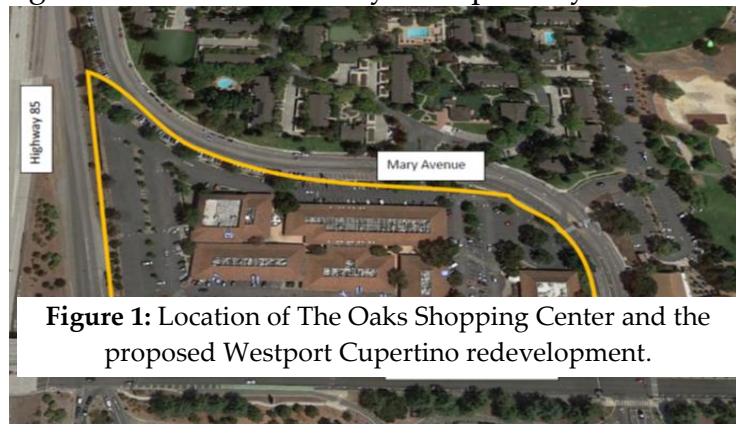 Highway 85
Mary Avenue
Figure 1: Location of The Oaks Shopping Center and the
proposed Westport Cupertino redevelopment.